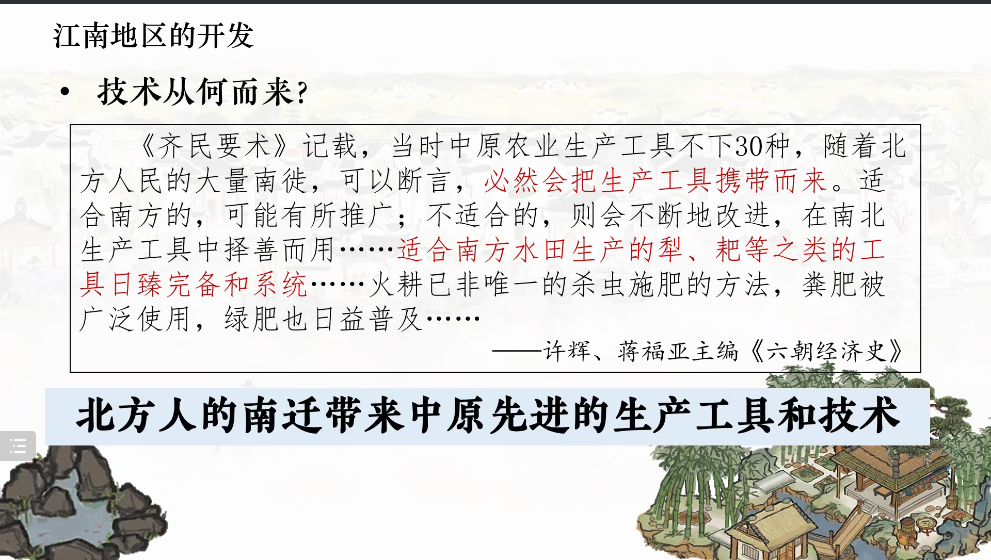 江南地区的开发
• 技术从何而来?
《齐民要术》记载，当时中原农业生产工具不下30种，随着北
方人民的大量南徙，可以断言，必然会把生产工具携带而来。适
合南方的，可能有所推广；不适合的，则会不断地改进，在南北
生产工具中择善而用……适合南方水田生产的犁、耙等之类的工
具日臻完备和系统……火耕已非唯一的杀虫施肥的方法，粪肥被
广泛使用，绿肥也日益普及……
——许辉、蒋福亚主编《六朝经济史》
北方人的南迁带来中原先进的生产工具和技术